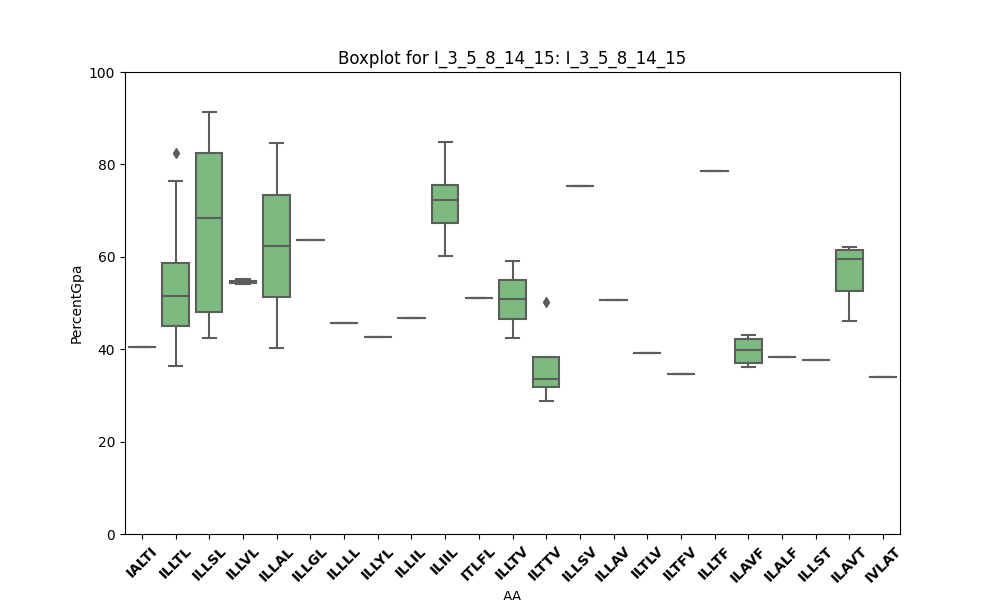 Boxplot for I_3_5_8_14_15: I_3_5_8_14_15
PercentGpa
100
80
60
40
20
0
IALTI
ILLTL
ILLSL
ILLVL
ILLAL
ILLGL
ILLLL
ILLYL
ILLIL
ILIIL
ITLFL
ILLTV
ILTTV
ILLSV
ILLAV
ILTLV
ILTFV
ILLTF
ILAVF
ILALF
ILLST
ILAVT
IVLAT
AA